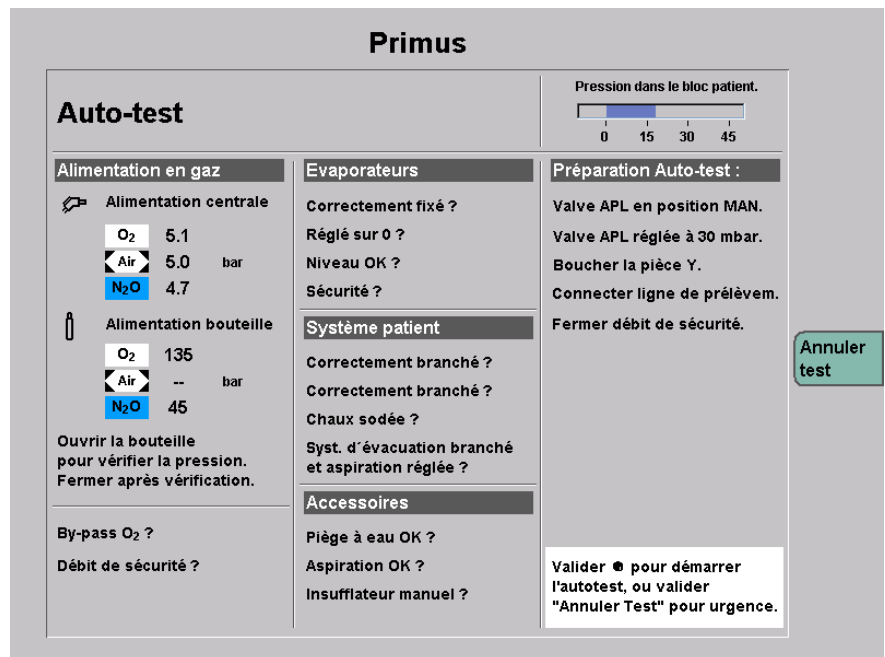 Primus
Auto-test
Pression dans le bloc patient.
0 15 30 45
Alimentation en gaz
Alimentation centrale
O2 5.1
Air 5.0 bar
N2O 4.7
Alimentation bouteille
O2 135
Air -- bar
N2O 45
Ouvrir la bouteille
pour vérifier la pression.
Fermer après vérification.
By-pass O2 ?
Débit de sécurité ?
Evaporateurs
Correctement fixé ?
Réglé sur 0 ?
Niveau OK ?
Sécurité ?
Système patient
Correctement branché ?
Correctement branché ?
Chaux sodée ?
Syst. d´évacuation branché
et aspiration réglée ?
Accessoires
Piège à eau OK ?
Aspiration OK ?
Insufflateur manuel ?
Préparation Auto-test :
Valve APL en position MAN.
Valve APL réglée à 30 mbar.
Boucher la pièce Y.
Connecter ligne de prélèvem.
Fermer débit de sécurité.
Valider pour démarrer
l'autotest, ou valider
"Annuler Test" pour urgence.
Annuler
test